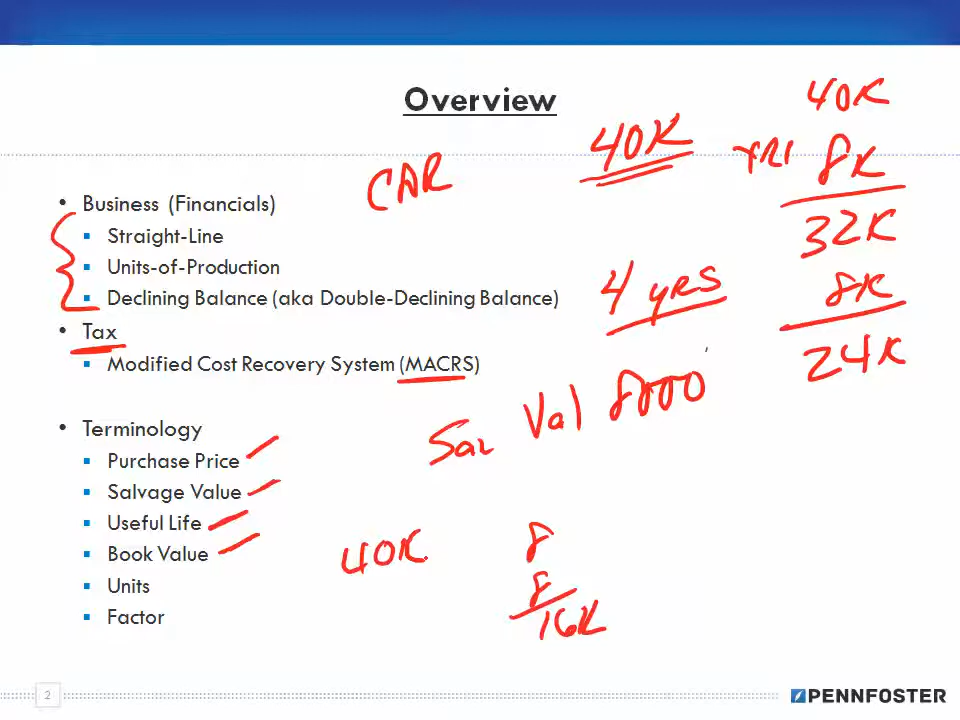 Overview
40K
40K
YR1
8K
CAR
32K
• Business (Financials)
▪ Straight-Line
▪ Units-of-Production
8K
4 yrs
▪ Declining Balance (aka Double-Declining Balance)
• Tax
24K
▪ Modified Cost Recovery System (MACRS)
Sav Val 8000
• Terminology
▪ Purchase Price
▪ Salvage Value
▪ Useful Life
▪ Book Value
40K
8
▪ Units
8
▪ Factor
16K
2
PENNFOSTER